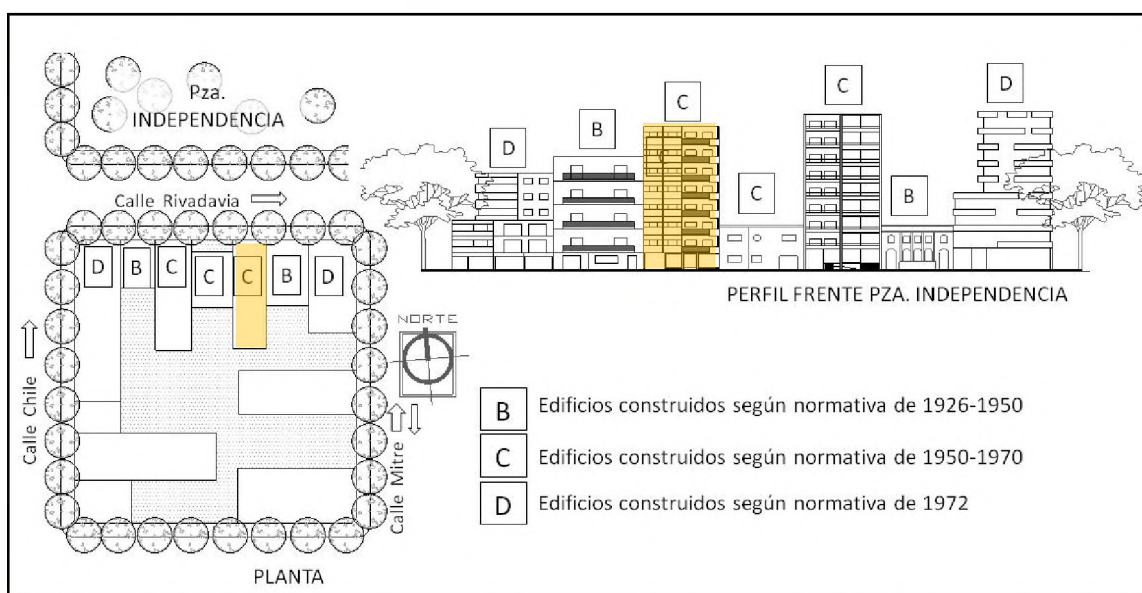 Pza.
INDEPENDENCIA
Calle Rivadavia
D
B
C
C
C
B
D
Calle Chile
Calle Mitre
PLANTA
NORTE
D
B
C
C
C
B
D
PERFIL FRENTE PZA. INDEPENDENCIA
B Edificios construidos según normativa de 1926-1950
C Edificios construidos según normativa de 1950-1970
D Edificios construidos según normativa de 1972